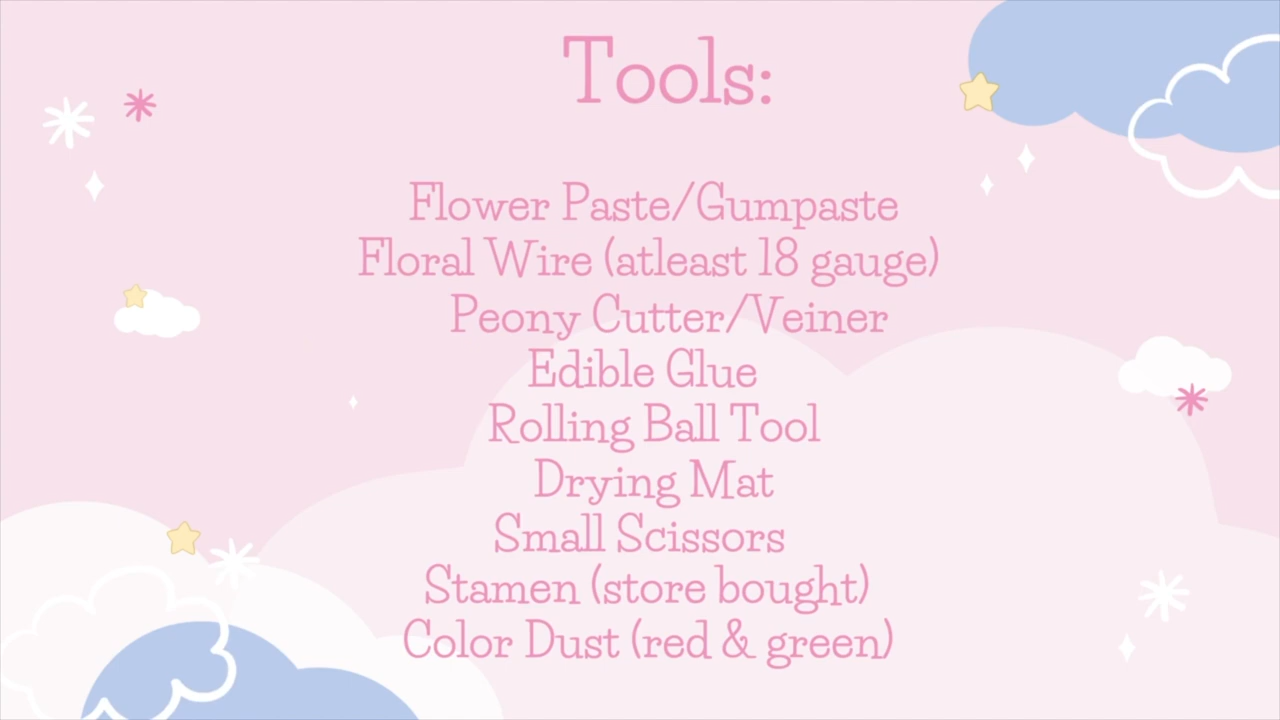 Tools:
Flower Paste/Gumpaste
Floral Wire (atleast 18 gauge)
Peony Cutter/Veiner
Edible Glue
Rolling Ball Tool
Drying Mat
Small Scissors
Stamen (store bought)
Color Dust (red & green)